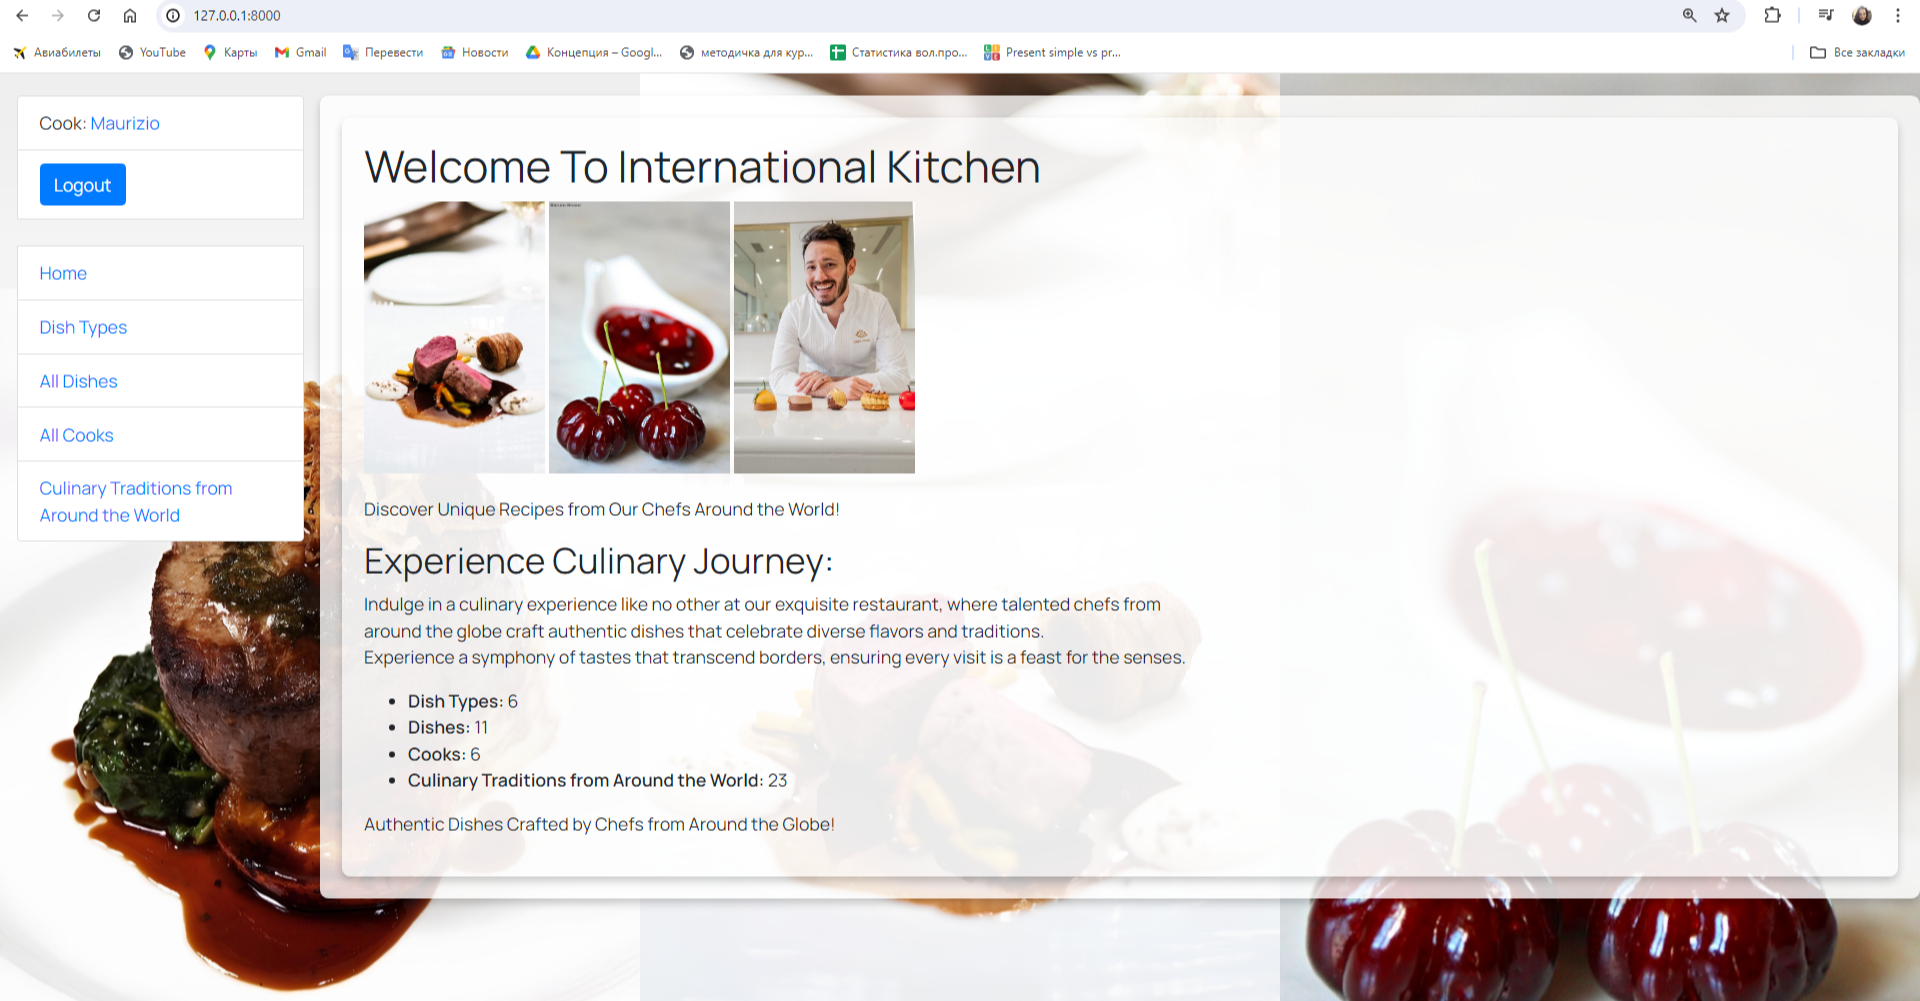 127.0.0.1:8000
Авиабилеты YouTube Карты Gmail Перевести Новости Концепция – Googl... методичка для кур... Статистика вол.про... Present simple vs pr... Все закладки
Cook: Maurizio
Logout
Home
Dish Types
All Dishes
All Cooks
Culinary Traditions from
Around the World
Welcome To International Kitchen
Discover Unique Recipes from Our Chefs Around the World!
Experience Culinary Journey:
Indulge in a culinary experience like no other at our exquisite restaurant, where talented chefs from
around the globe craft authentic dishes that celebrate diverse flavors and traditions.
Experience a symphony of tastes that transcend borders, ensuring every visit is a feast for the senses.
Dish Types: 6
Dishes: 11
Cooks: 6
Culinary Traditions from Around the World: 23
Authentic Dishes Crafted by Chefs from Around the Globe!